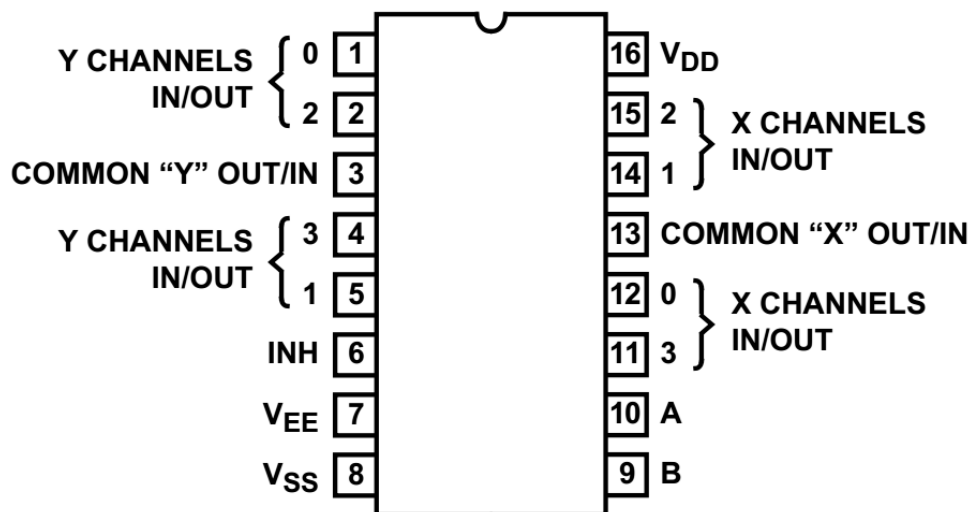 Y CHANNELS
IN/OUT
0 1
2 2
COMMON “Y” OUT/IN 3
Y CHANNELS
IN/OUT
3 4
1 5
INH 6
VEE 7
VSS 8
16 VDD
15 2
14 1
X CHANNELS
IN/OUT
13 COMMON “X” OUT/IN
12 0
11 3
X CHANNELS
IN/OUT
10 A
9 B